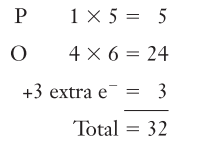 P 1 × 5 = 5
O 4 × 6 = 24
+3 extra e⁻ = 3
Total = 32